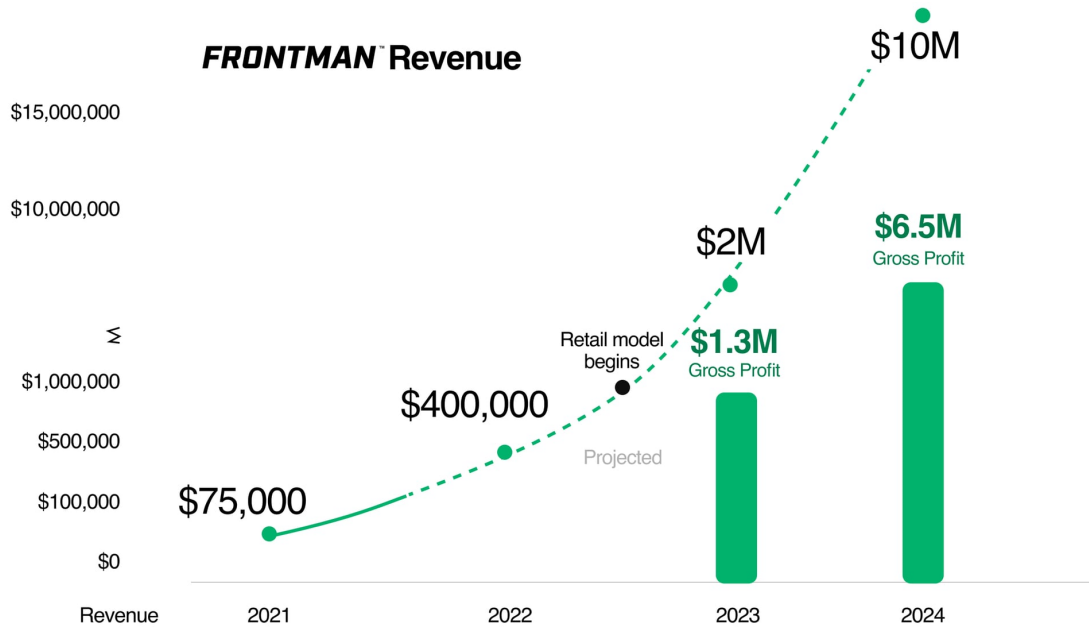 FRONTMAN™ Revenue
$10M
$15,000,000
$10,000,000
$6.5M
Gross Profit
$2M
Retail model
begins
$1.3M
Gross Profit
$1,000,000
$400,000
$500,000
Projected
$100,000
$75,000
$0
Revenue 2021 2022 2023 2024